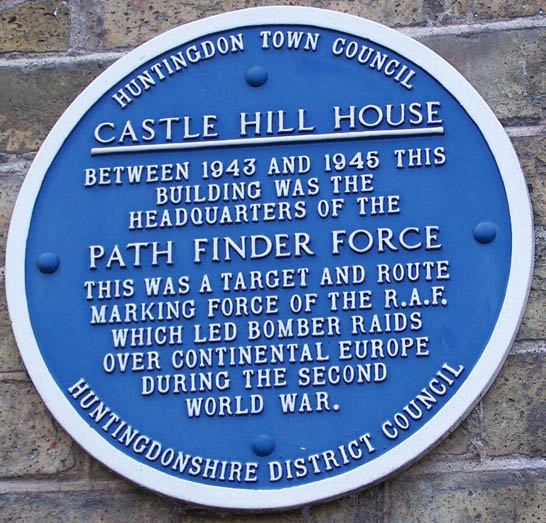 HUNTINGDON TOWN COUNCIL
CASTLE HILL HOUSE
BETWEEN 1943 AND 1945 THIS
BUILDING WAS THE
HEADQUARTERS OF THE
PATH FINDER FORCE
THIS WAS A TARGET AND ROUTE
MARKING FORCE OF THE R.A.F.
WHICH LED BOMBER RAIDS
OVER CONTINENTAL EUROPE
DURING THE SECOND
WORLD WAR.
HUNTINGDONSHIRE DISTRICT COUNCIL